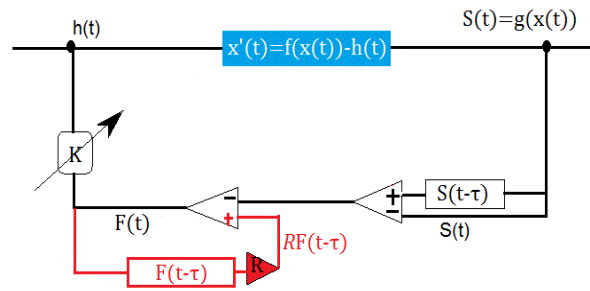 h(t)
x'(t)=f(x(t))-h(t)
S(t)=g(x(t))
K
F(t)
−
+
+
−
S(t-τ)
S(t)
RF(t-τ)
F(t-τ)
R